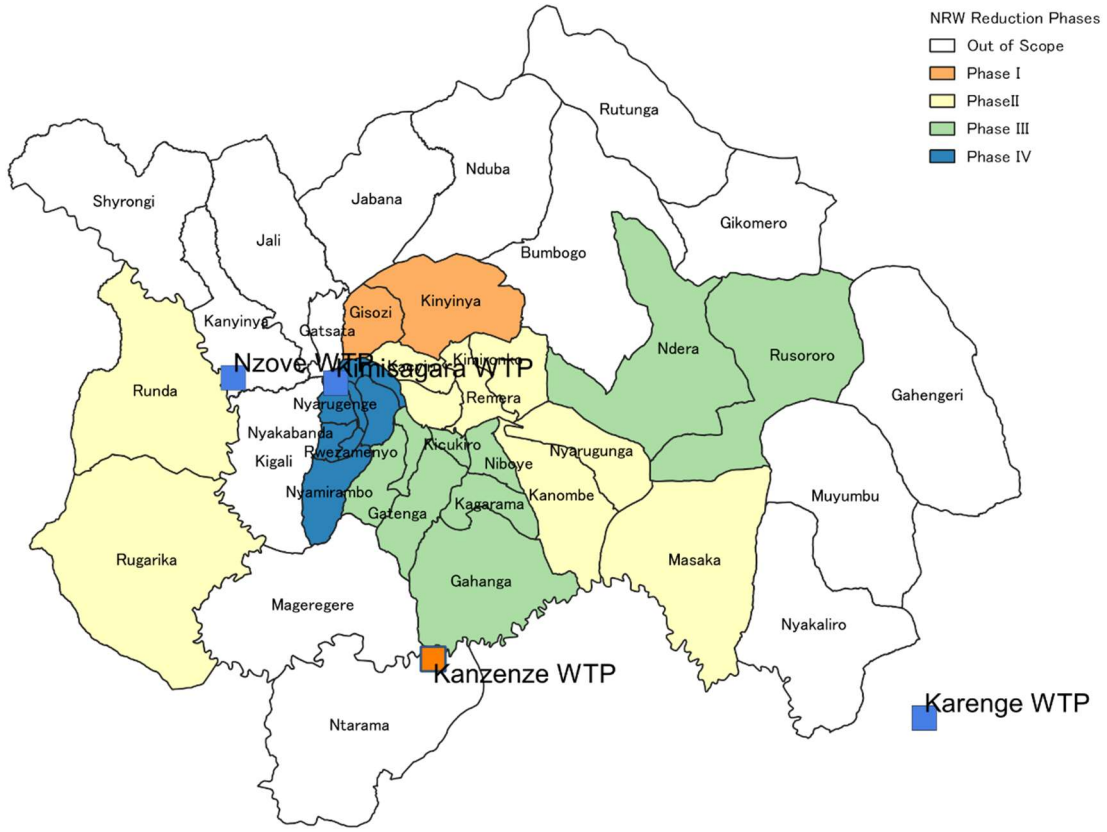 NRW Reduction Phases
Out of Scope
Phase I
PhaseII
Phase III
Phase IV
Rutunga
Nduba
Shyrongi
Jabana
Gikomero
Jali
Bumbogo
Kinyinya
Gisozi
Kanyinya
Gatsata
Ndera
Rusororo
Nzove WTP
Kimironko
Kimisagara WTP
Runda
Gahengeri
Remera
Nyarugenge
Nyakabanda
Kicukiro
Rwezamenyo
Nyarugunga
Kigali
Niboye
Nyamirambo
Kanombe
Muyumbu
Kagarama
Gatenga
Rugarika
Masaka
Gahanga
Mageregere
Nyakaliro
Kanzenze WTP
Karenge WTP
Ntarama